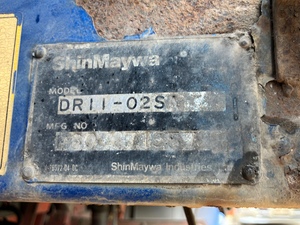 ShinMaywa
MODEL
DR11-02S
MFG NO
ShinMaywa Industries